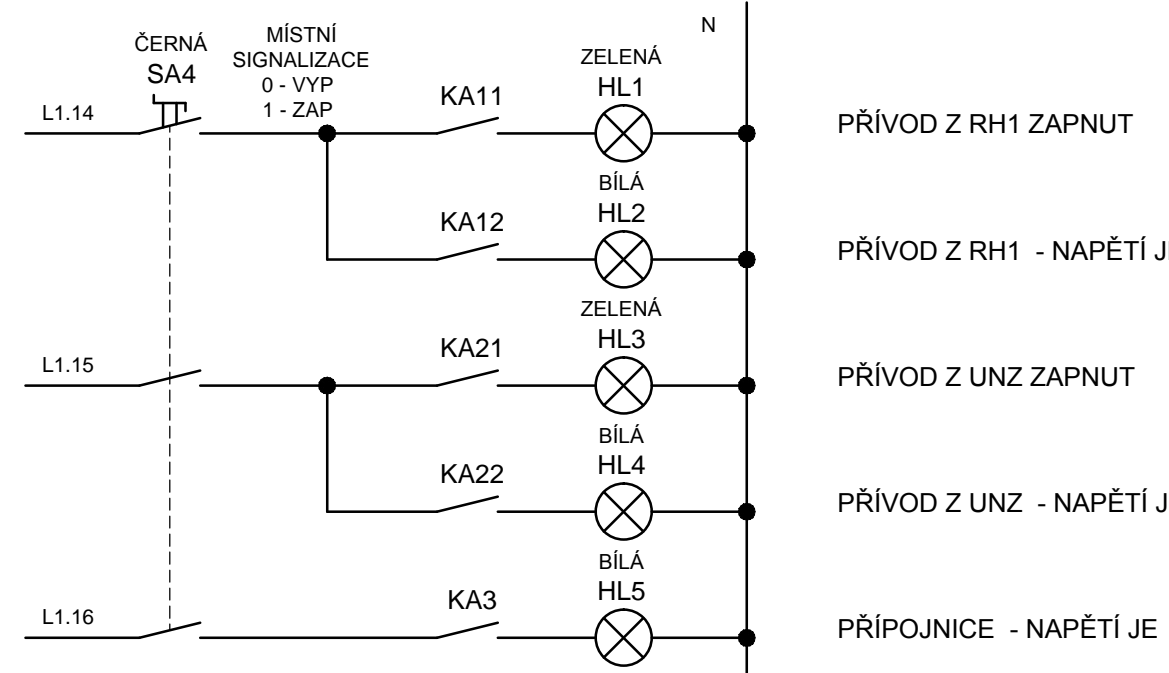 N
ČERNÁ
SA4
MÍSTNÍ
SIGNALIZACE
0 - VYP
1 - ZAP
L1.14
KA11
ZELENÁ
HL1
PŘÍVOD Z RH1 ZAPNUT
KA12
BÍLÁ
HL2
PŘÍVOD Z RH1 - NAPĚTÍ
L1.15
KA21
ZELENÁ
HL3
PŘÍVOD Z UNZ ZAPNUT
KA22
BÍLÁ
HL4
PŘÍVOD Z UNZ - NAPĚTÍ
L1.16
KA3
BÍLÁ
HL5
PŘÍPOJNICE - NAPĚTÍ JE